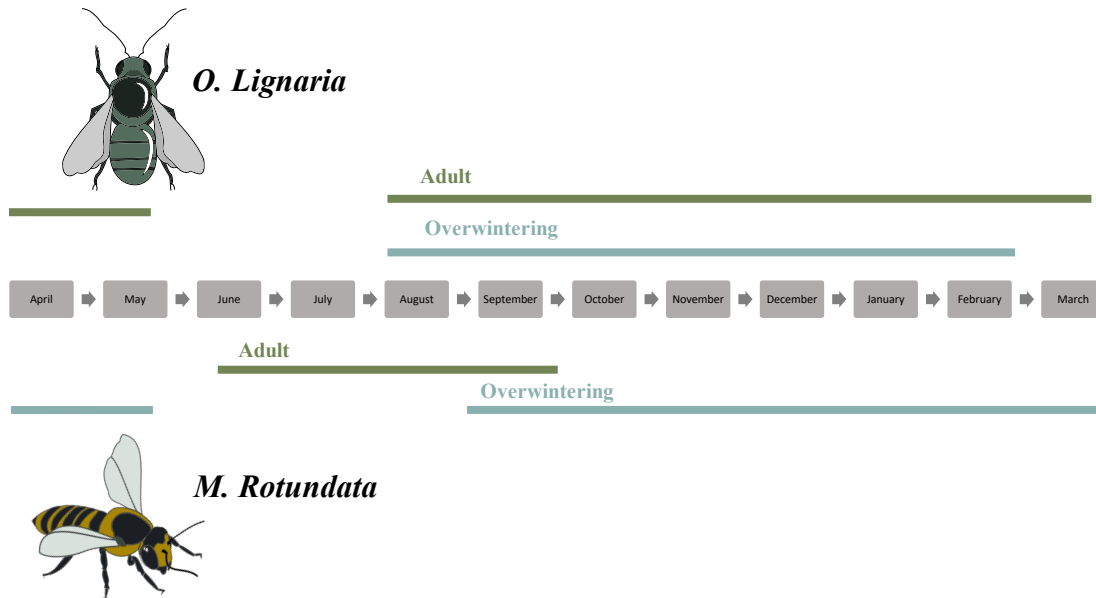 O. Lignaria
Adult
Overwintering
April May June July August September October November December January February March
Adult
Overwintering
M. Rotundata